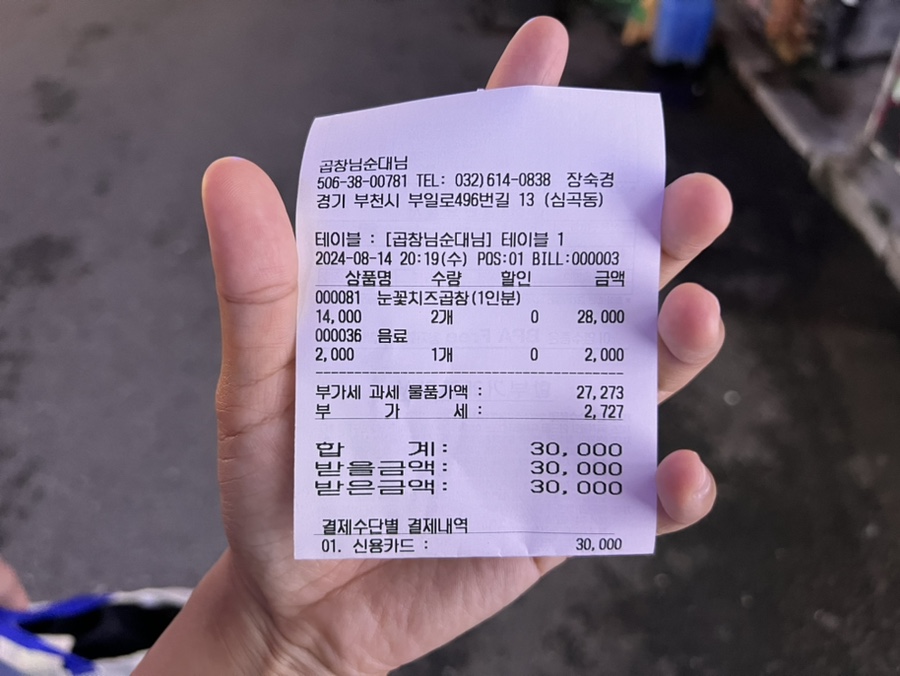 곱창님순대님
506-38-00781 TEL: 032)614-0838 장숙경
경기 부천시 부일로496번길 13 (심곡동)
테이블 : [곱창님순대님] 테이블 1
2024-08-14 20:19(수) POS:01 BILL:000003
상품명 수량 할인 금액
000081 눈꽃치즈곱창(1인분)
14,000 2개 0 28,000
000036 음료
2,000 1개 0 2,000
부가세 과세 물품가액 : 27,273
부 가 세 : 2,727
합 계: 30,000
받을금액: 30,000
받은금액: 30,000
결제수단별 결제내역
01. 신용카드 : 30,000